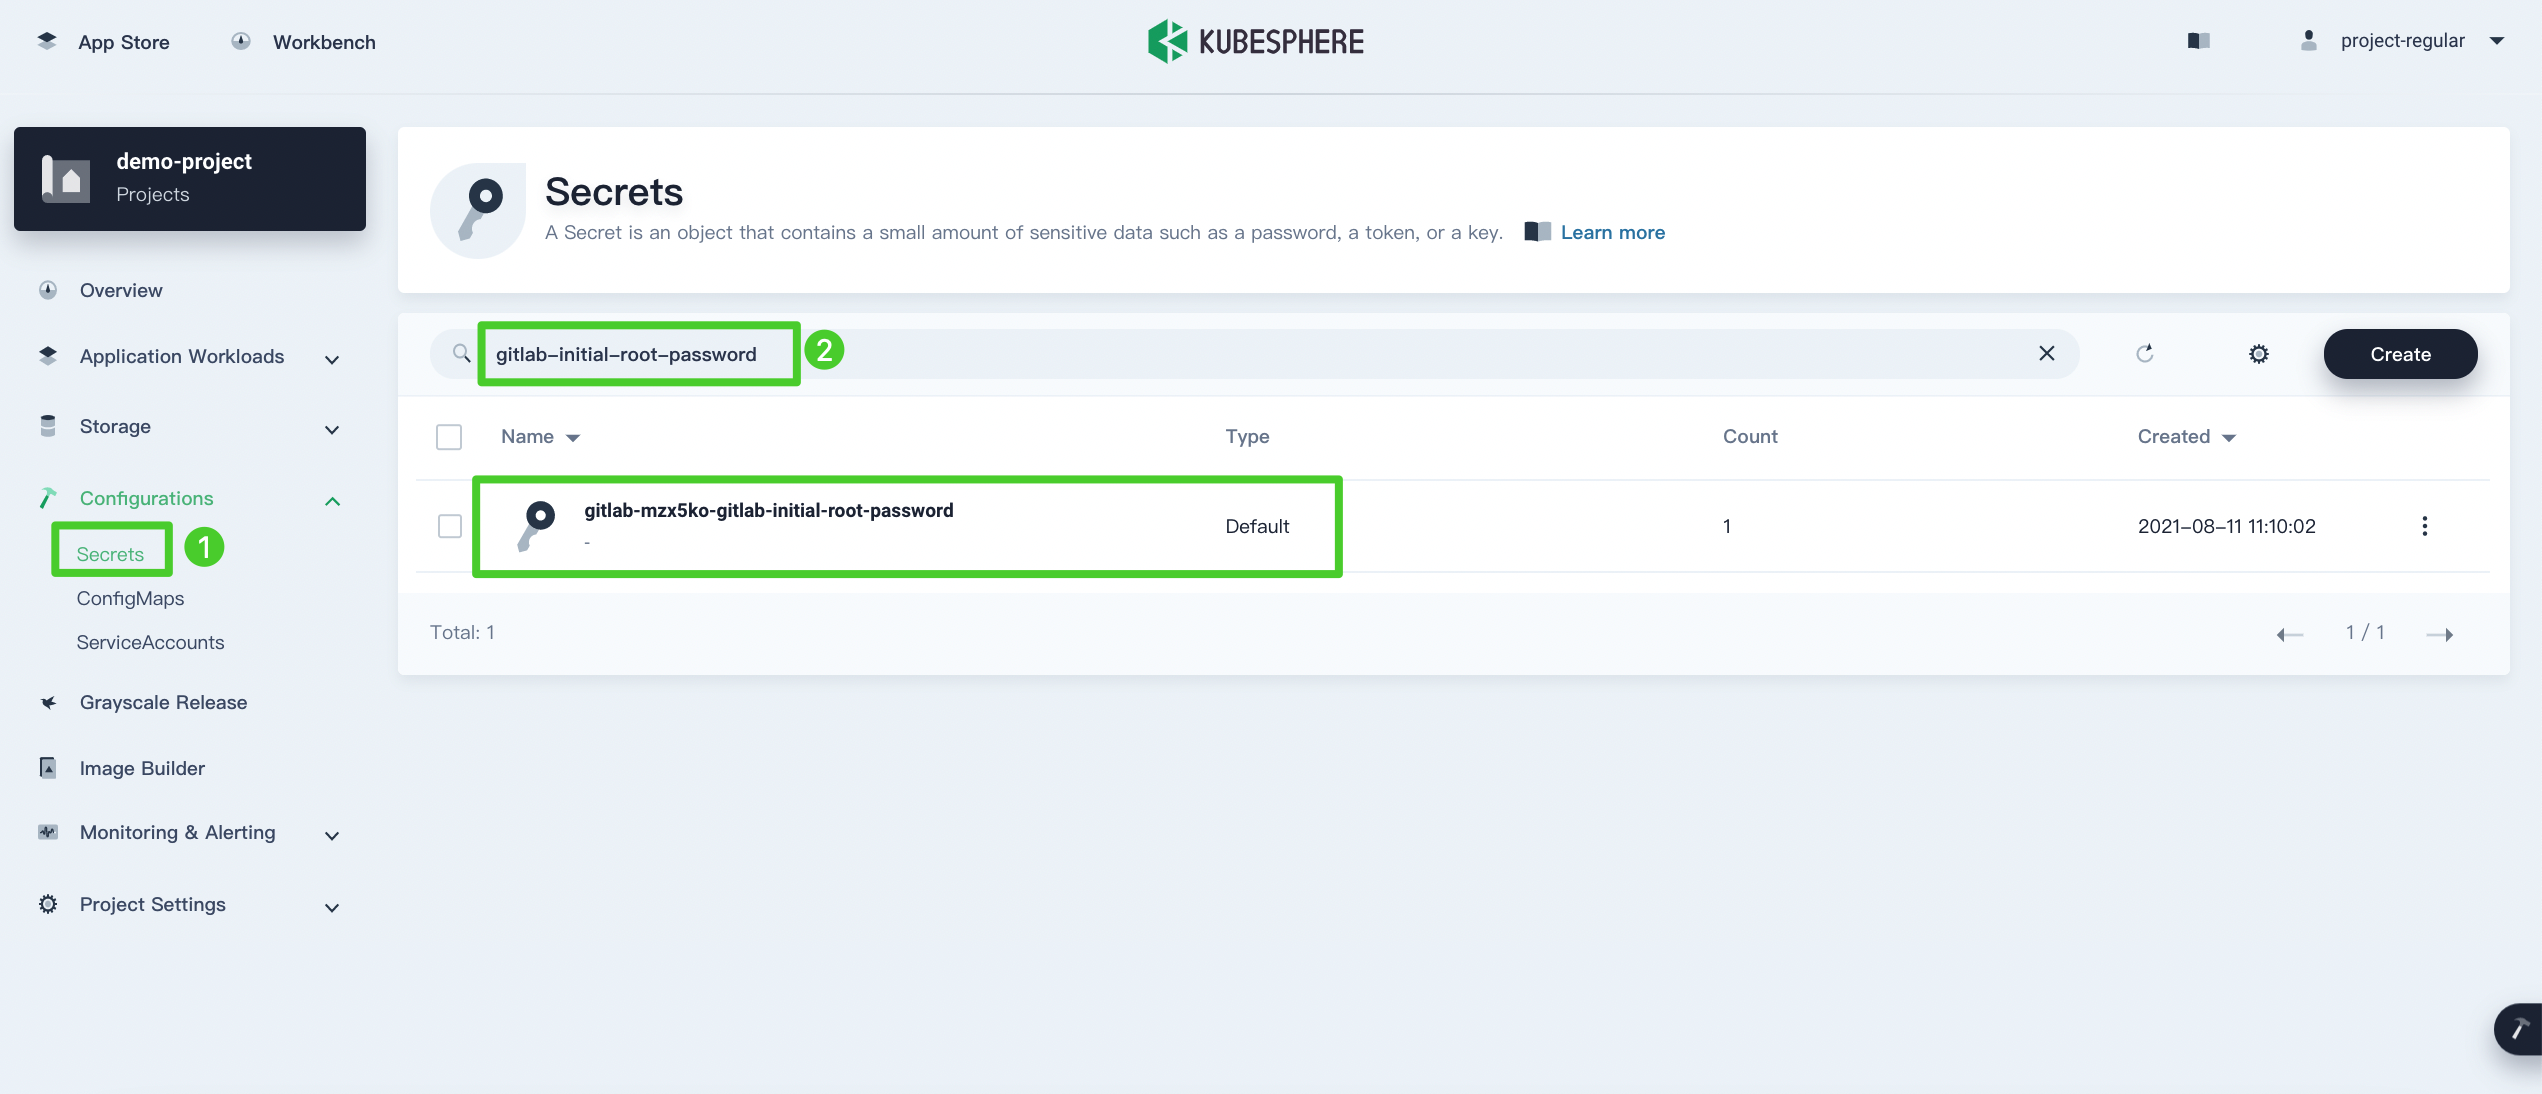 App Store
Workbench
KUBESPHERE
project-regular
demo-project
Projects
Overview
Application Workloads
Storage
Configurations
Secrets
1
ConfigMaps
ServiceAccounts
Grayscale Release
Image Builder
Monitoring & Alerting
Project Settings
Secrets
A Secret is an object that contains a small amount of sensitive data such as a password, a token, or a key.
Learn more
gitlab-initial-root-password
2
Create
Name
Type
Count
Created
gitlab-mzx5ko-gitlab-initial-root-password
-
Default
1
2021-08-11 11:10:02
Total: 1
1 / 1